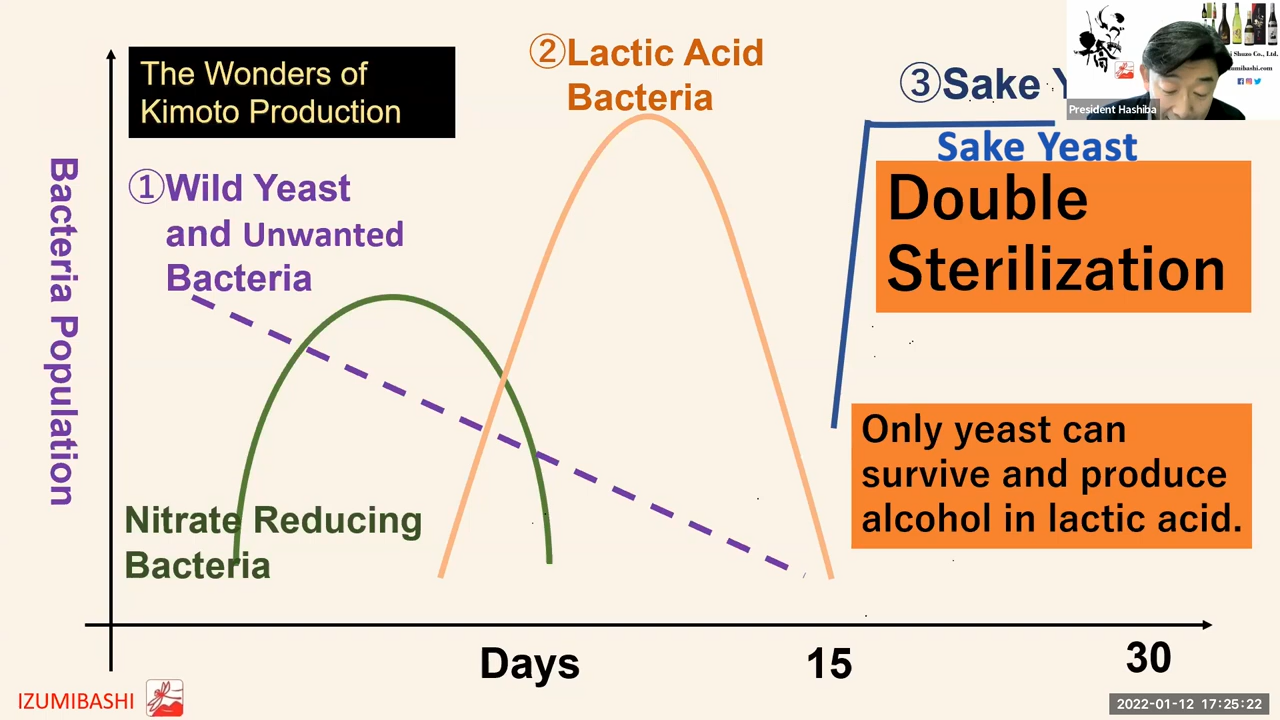 The Wonders of
Kimoto Production
②Lactic Acid
Bacteria
③Sake
President Hashiba
Sake Yeast
Double
Sterilization
①Wild Yeast
and Unwanted
Bacteria
Bacteria Population
Only yeast can
survive and produce
alcohol in lactic acid.
Nitrate Reducing
Bacteria
Days
15
30
IZUMIBASHI
2022-01-12 17:25:22